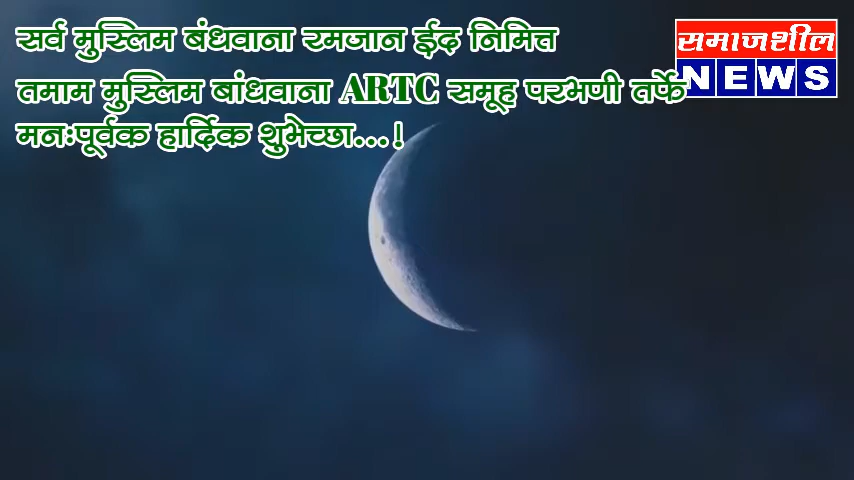 सर्व मुस्लिम बंधवाना रमजान ईद निमित्त
तमाम मुस्लिम बांधवाना ARTC समूह परभणी तर्फे
मनःपूर्वक हार्दिक शुभेच्छा...!
समाजशील
NEWS